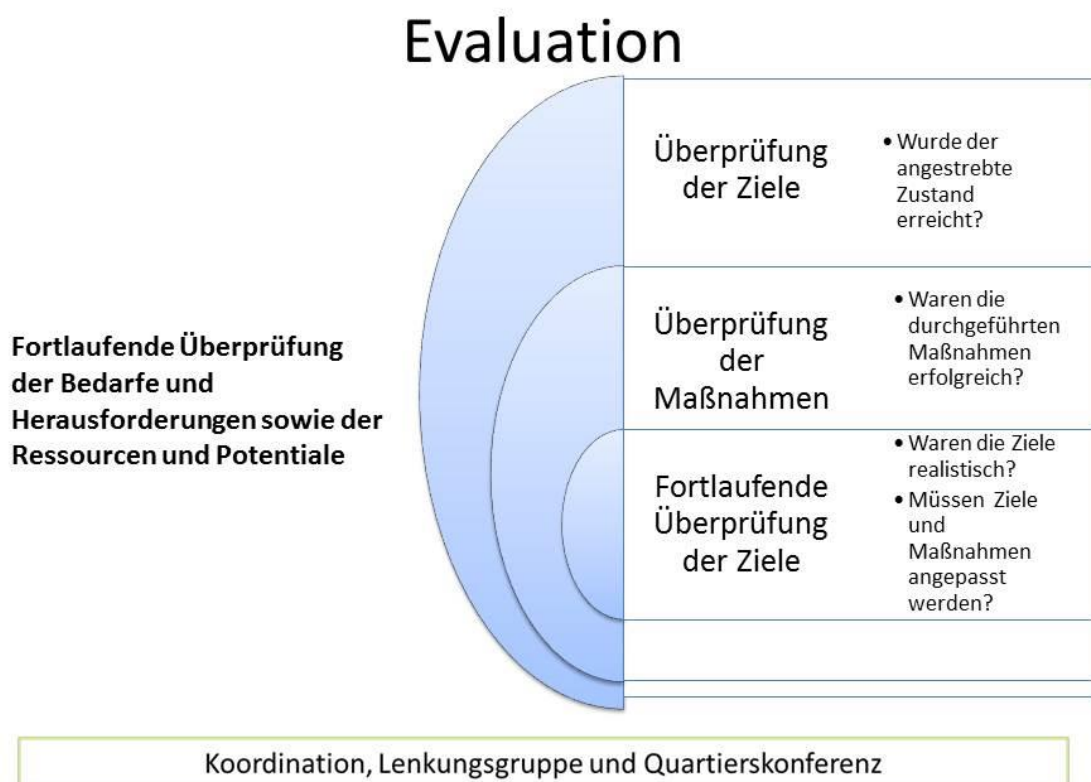 Evaluation
Fortlaufende Überprüfung
der Bedarfe und
Herausforderungen sowie der
Ressourcen und Potentiale
Überprüfung
der Ziele
• Wurde der
angestrebte
Zustand
erreicht?
Überprüfung
der
Maßnahmen
• Waren die
durchgeführten
Maßnahmen
erfolgreich?
Fortlaufende
Überprüfung
der Ziele
• Waren die Ziele
realistisch?
• Müssen Ziele
und
Maßnahmen
angepasst
werden?
Koordination, Lenkungsgruppe und Quartierskonferenz